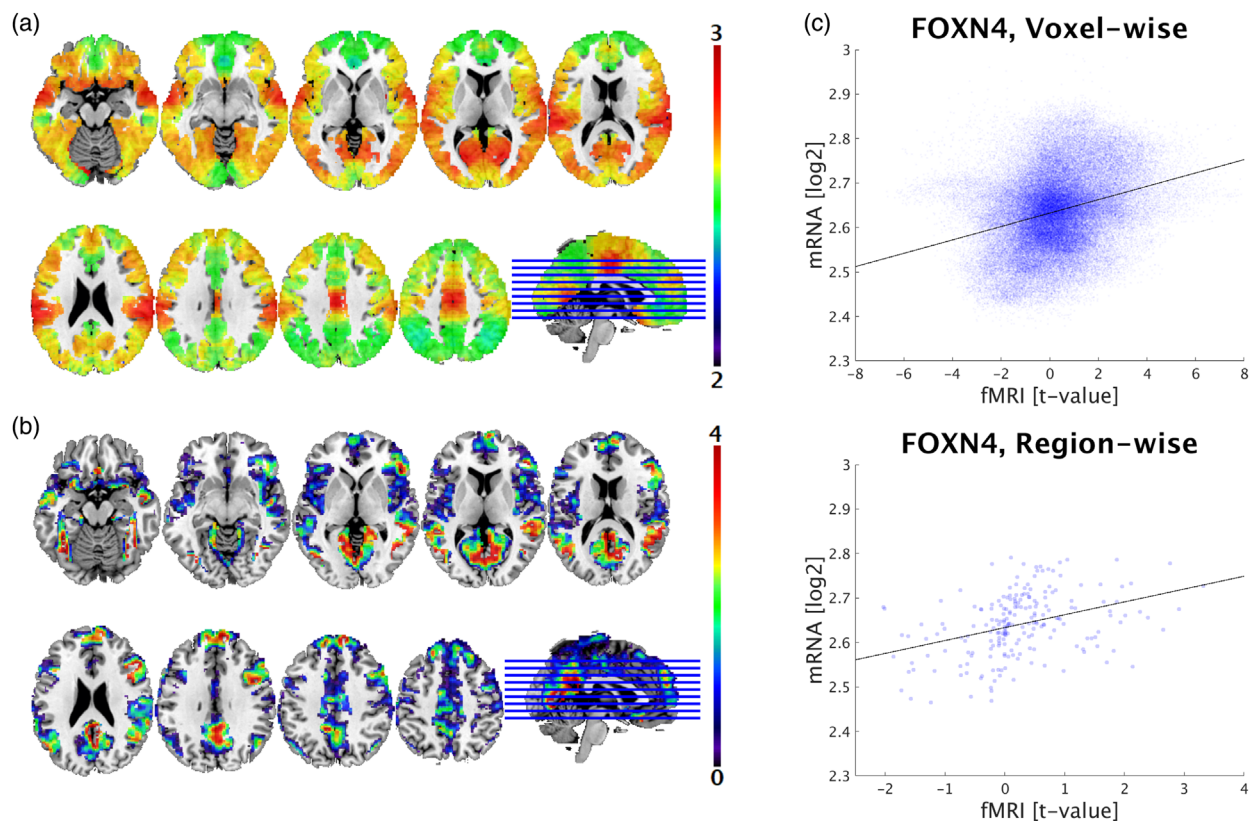 (a)
3
2
(b)
4
0
(c)
FOXN4, Voxel-wise
mRNA [log2]
3
2.9
2.8
2.7
2.6
2.5
2.4
2.3
-8 -6 -4 -2 0 2 4 6 8
fMRI [t-value]
FOXN4, Region-wise
mRNA [log2]
3
2.9
2.8
2.7
2.6
2.5
2.4
2.3
-2 -1 0 1 2 3 4
fMRI [t-value]